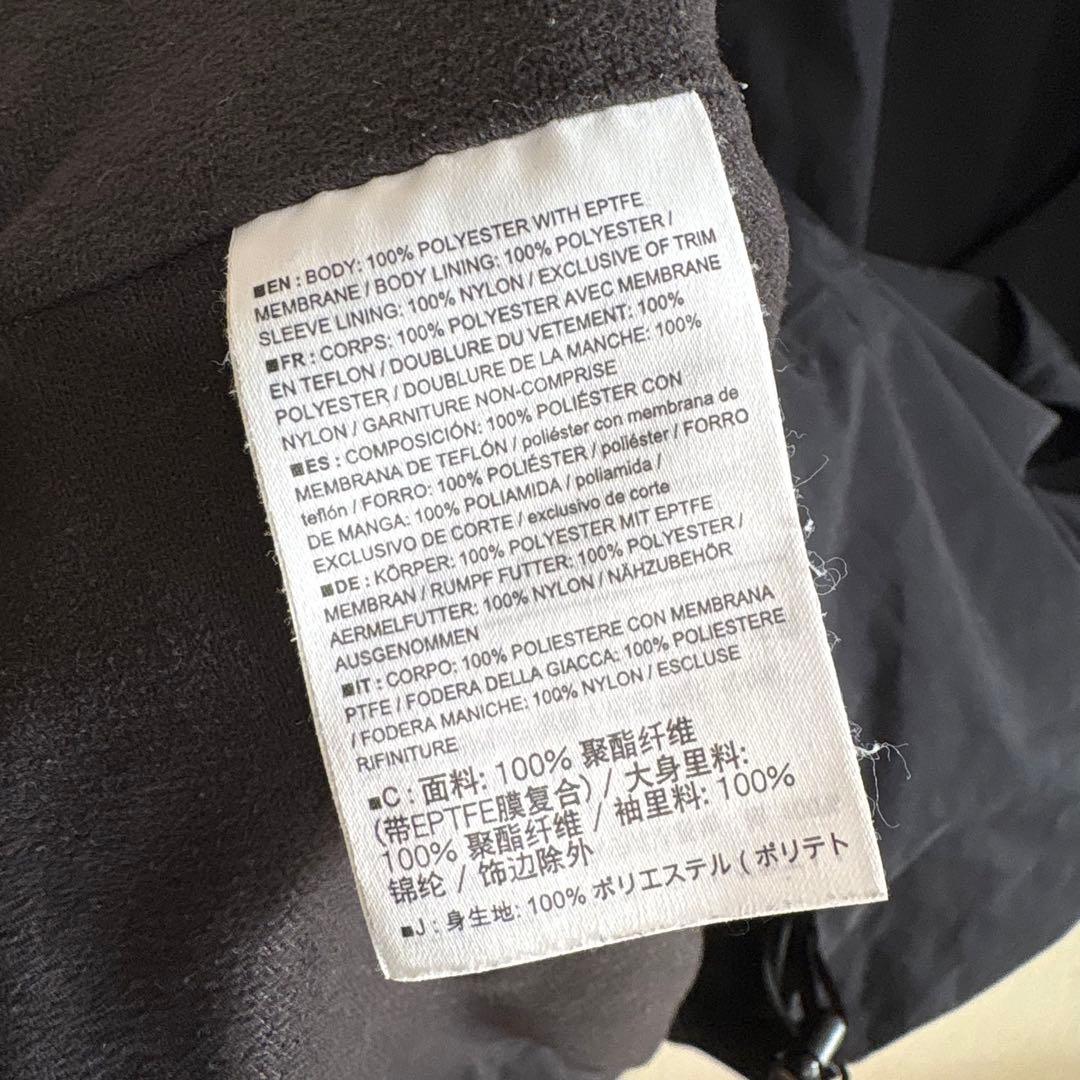 ■EN : BODY: 100% POLYESTER WITH EPTFE
MEMBRANE / BODY LINING: 100% POLYESTER /
SLEEVE LINING: 100% NYLON / EXCLUSIVE OF TRIM
■FR : CORPS: 100% POLYESTER AVEC MEMBRANE
EN TEFLON / DOUBLURE DU VETEMENT: 100%
POLYESTER / DOUBLURE DE LA MANCHE: 100%
NYLON / GARNITURE NON-COMPRISE
■ES : COMPOSICIÓN: 100% POLIÉSTER CON
MEMBRANA DE TEFLÓN / poliéster con membrana de
teflón / FORRO: 100% POLIÉSTER / poliéster / FORRO
DE MANGA: 100% POLIAMIDA / poliamida /
EXCLUSIVO DE CORTE / exclusivo de corte
■DE : KÖRPER: 100% POLYESTER MIT EPTFE
MEMBRAN / RUMPF FUTTER: 100% POLYESTER /
AERMELFUTTER: 100% NYLON / NÄHZUBEHÖR
AUSGENOMMEN
■IT : CORPO: 100% POLIESTERE CON MEMBRANA
PTFE / FODERA DELLA GIACCA: 100% POLIESTERE
/ FODERA MANICHE: 100% NYLON / ESCLUSE
RIFINITURE
■C : 面料: 100% 聚酯纤维
(带EPTFE膜复合) / 大身里料:
100% 聚酯纤维 / 袖里料: 100%
锦纶 / 饰边除外
■J : 身生地: 100% ポリエステル ( ポリテト